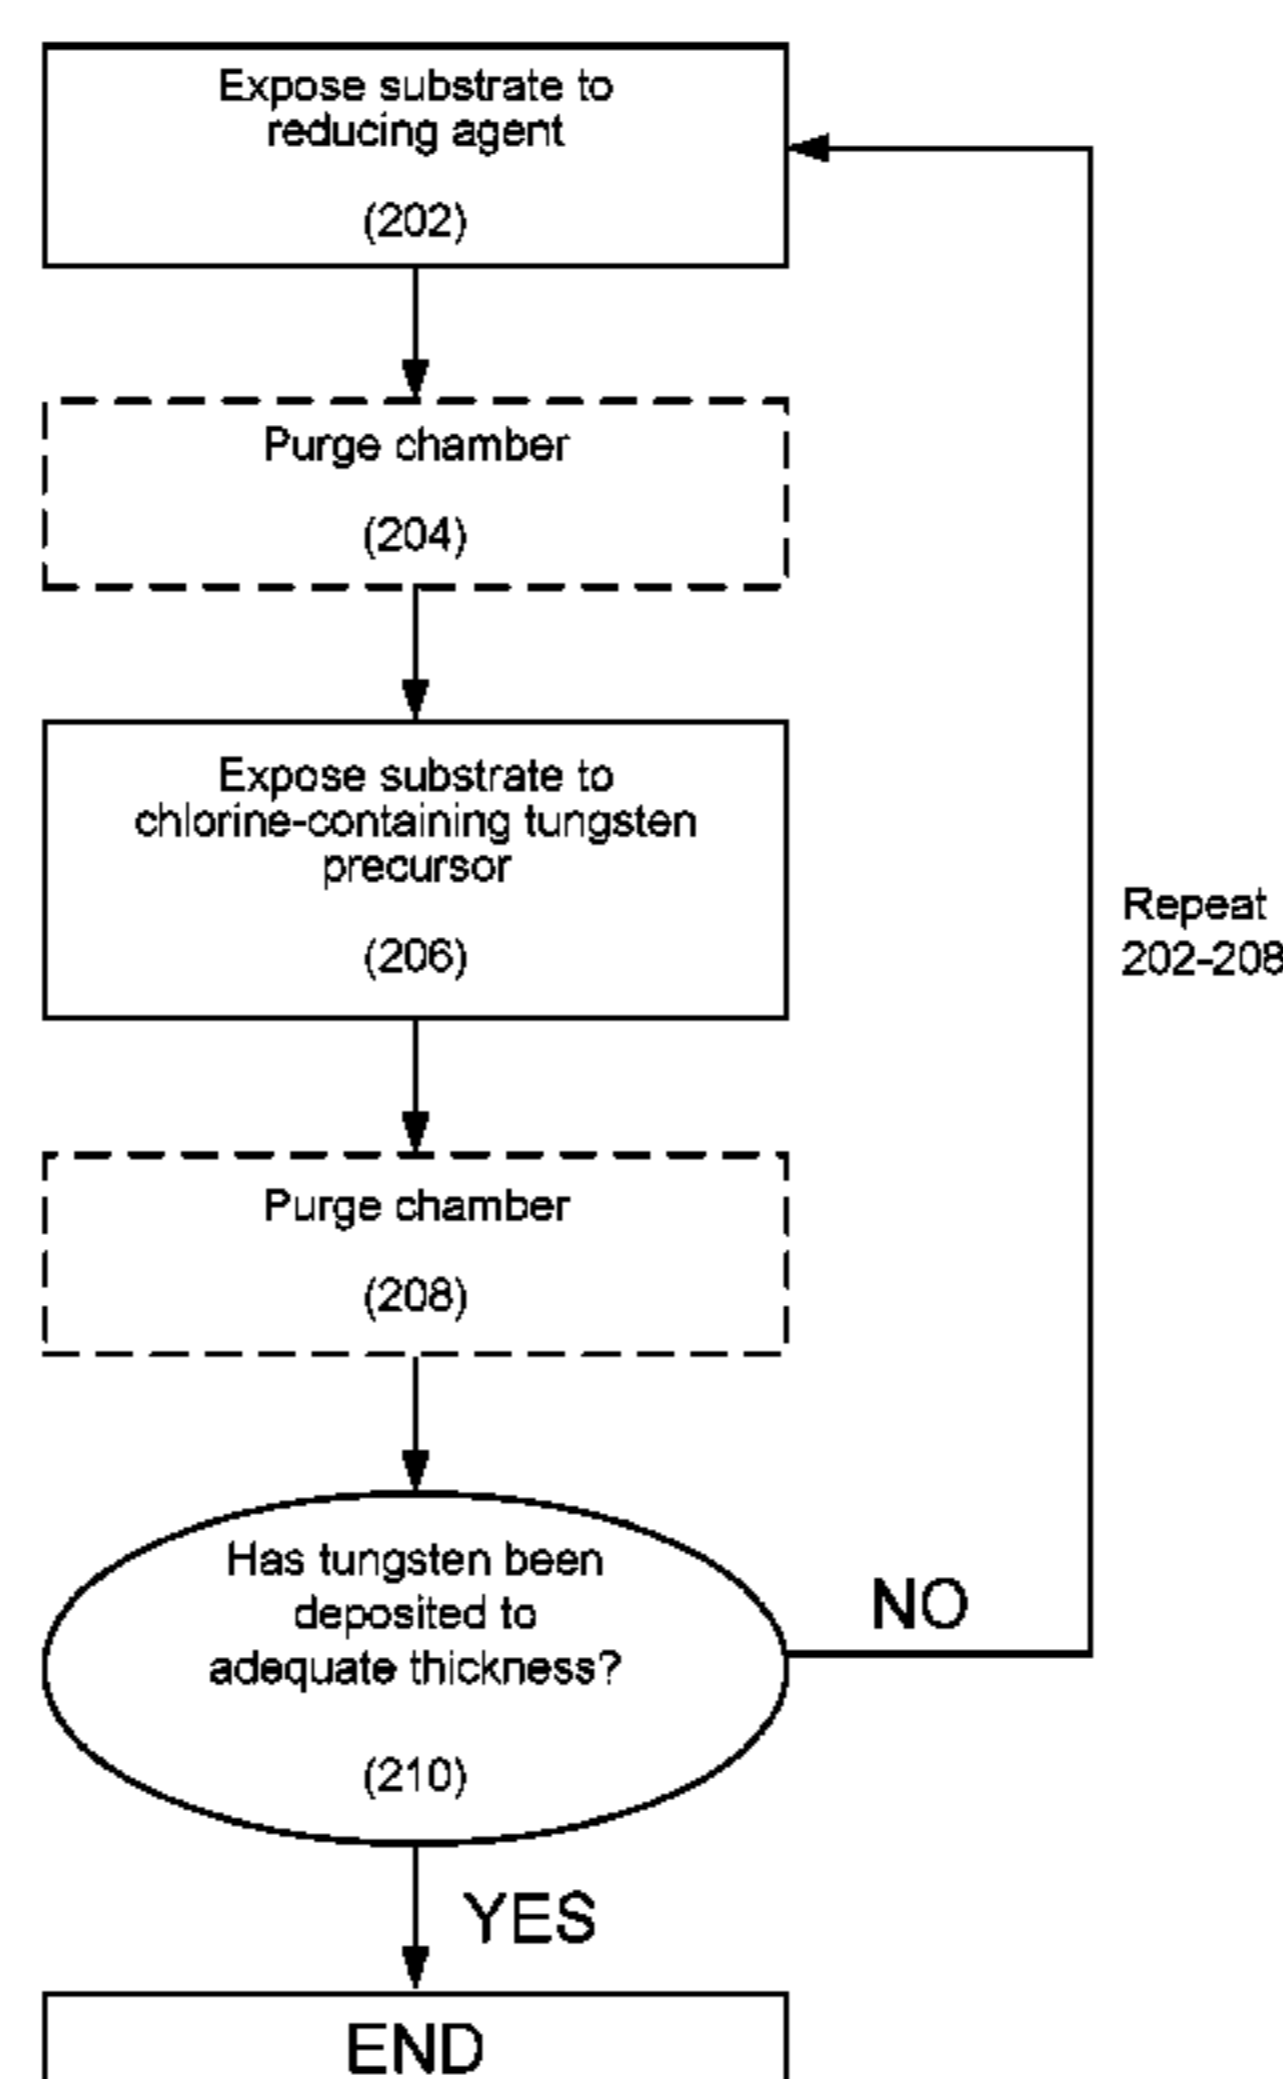 Expose substrate to
reducing agent
(202)
Purge chamber
(204)
Expose substrate to
chlorine-containing tungsten
precursor
(206)
Repeat
202-208
Purge chamber
(208)
Has tungsten been
deposited to
adequate thickness?
(210)
NO
YES
END